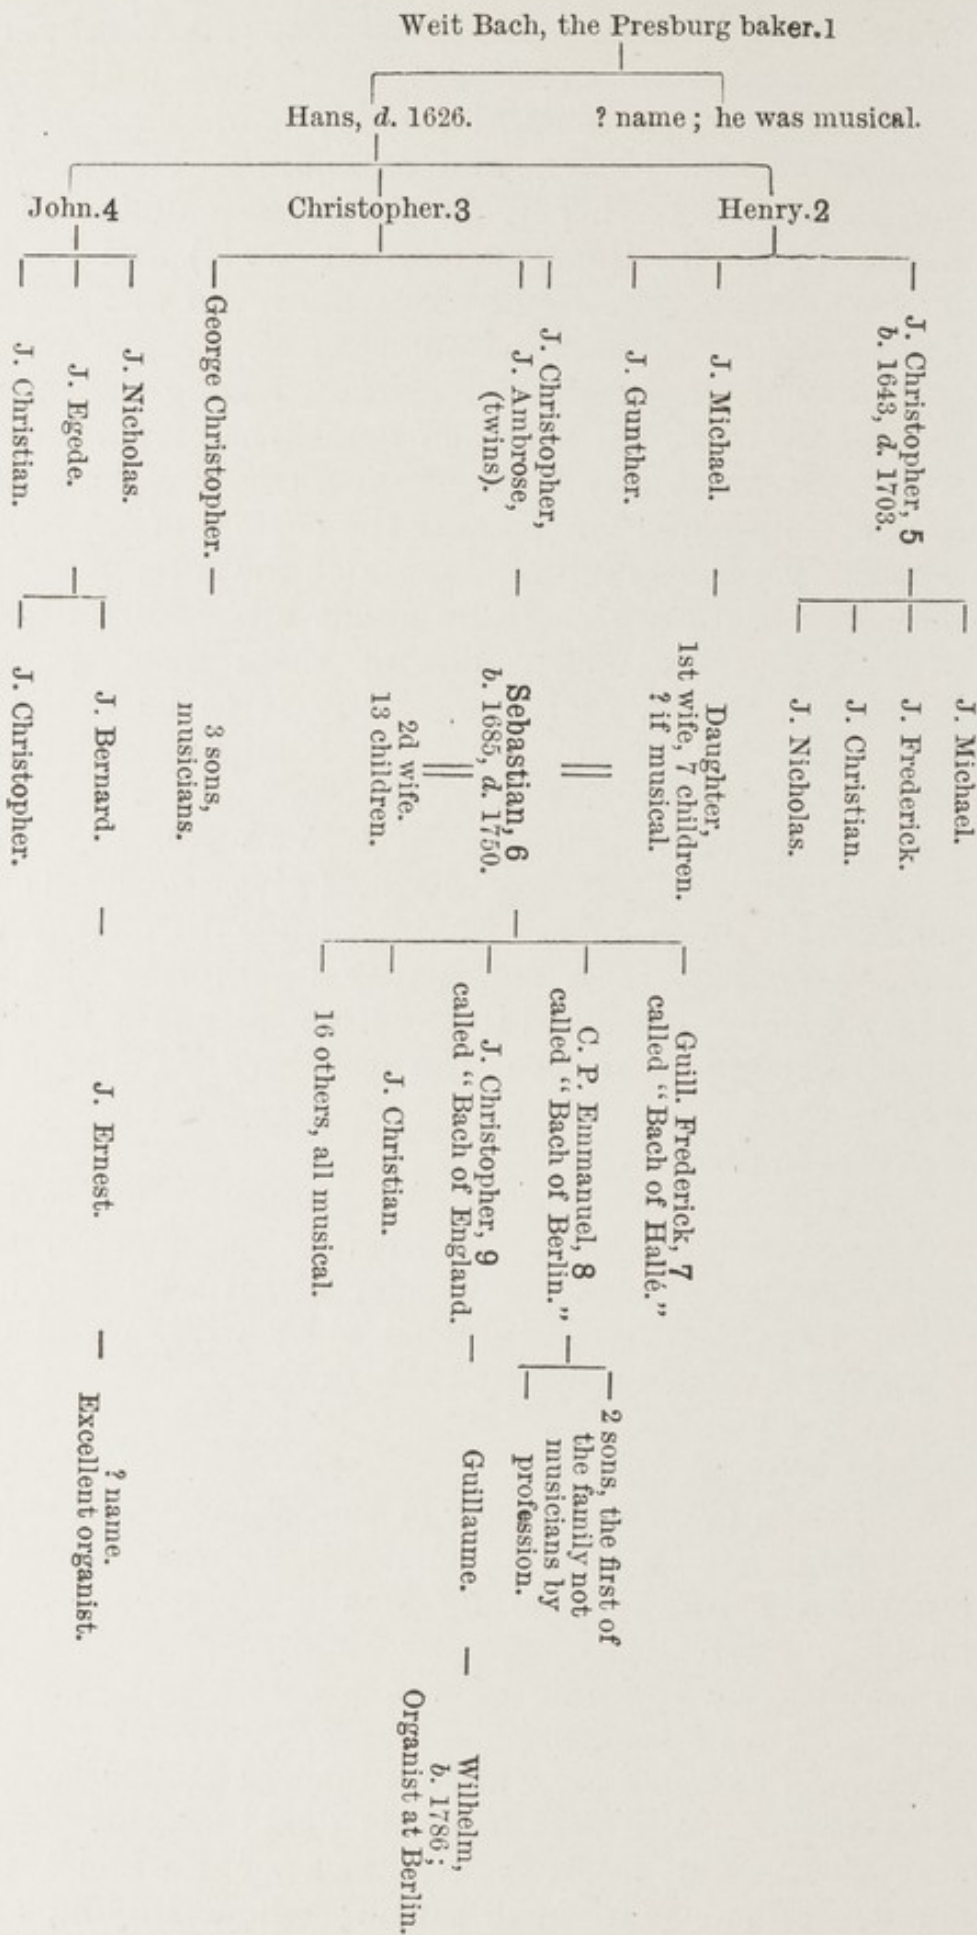 Weit Bach, the Presburg baker.1
Hans, d. 1626.
? name; he was musical.
John.4
Christopher.3
Henry.2
J. Christopher, 5
b. 1643, d. 1703.
J. Michael.
J. Gunther.
J. Christopher,
J. Ambrose,
(twins).
George Christopher.
J. Nicholas.
J. Egede.
J. Christian.
J. Michael.
J. Frederick.
J. Christian.
J. Nicholas.
Daughter,
1st wife, 7 children.
? if musical.
Sebastian, 6
b. 1685, d. 1750.
2d wife.
13 children.
3 sons,
musicians.
J. Bernard.
J. Christopher.
Guill. Frederick, 7
called “Bach of Hallé.”
C. P. Emmanuel, 8
called “Bach of Berlin.”
J. Christopher, 9
called “Bach of England.
J. Christian.
16 others, all musical.
J. Ernest.
2 sons, the first of
the family not
musicians by
profession.
Guillaume.
? name.
Excellent organist.
Wilhelm,
b. 1786;
Organist at Berlin.